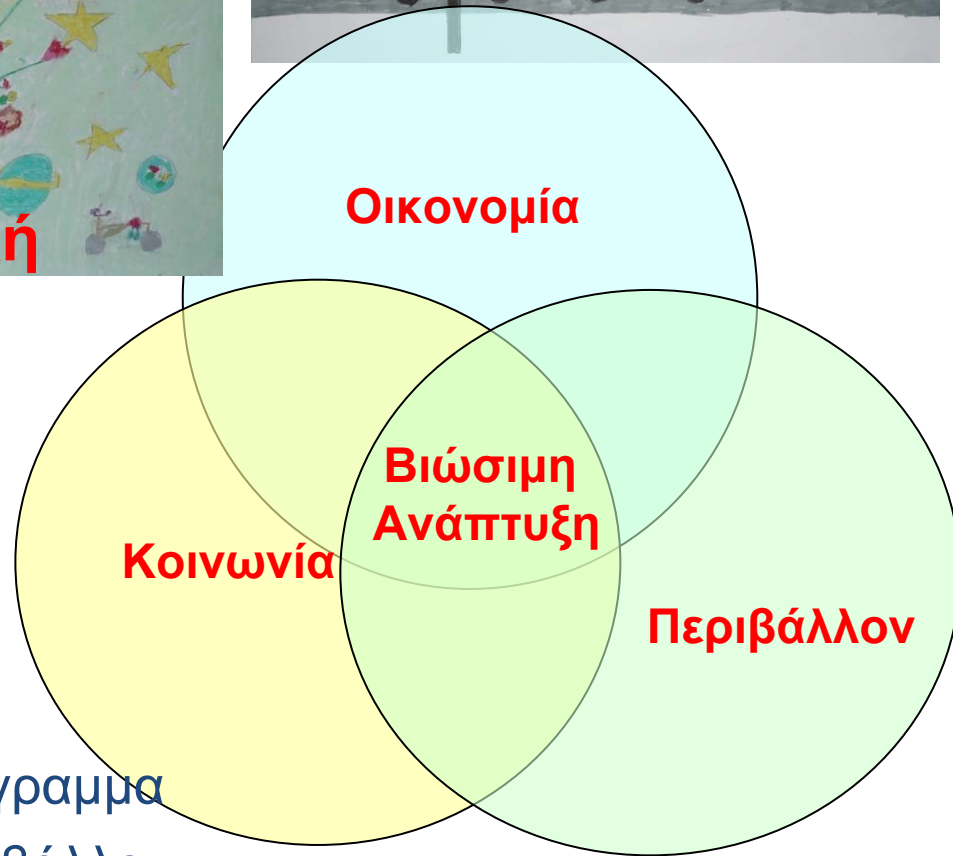 Οικονομία
Βιώσιμη
Ανάπτυξη
Κοινωνία
Περιβάλλον